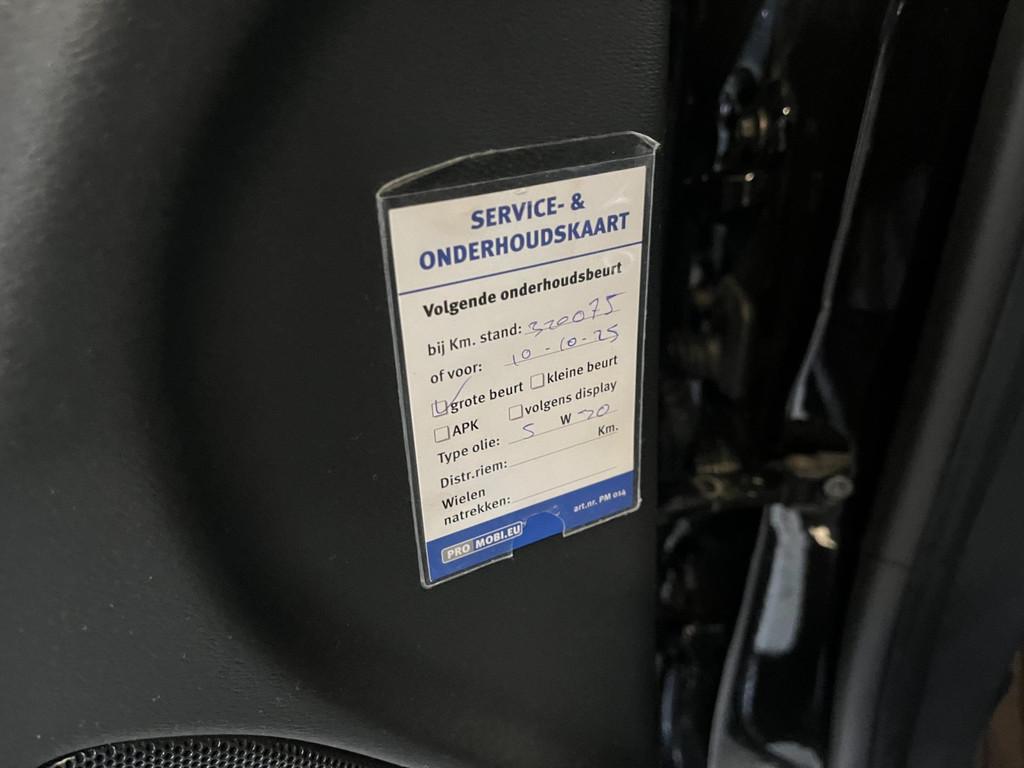 SERVICE- &
ONDERHOUDSKAART
Volgende onderhoudsbeurt
bij Km. stand: 320075
of voor: 10-10-25
grote beurt kleine beurt
APK volgens display
Type olie: 5 W 20
Distr.riem: Km.
Wielen
natrekken:
PRO MOBI.EU art.nr. PM 014